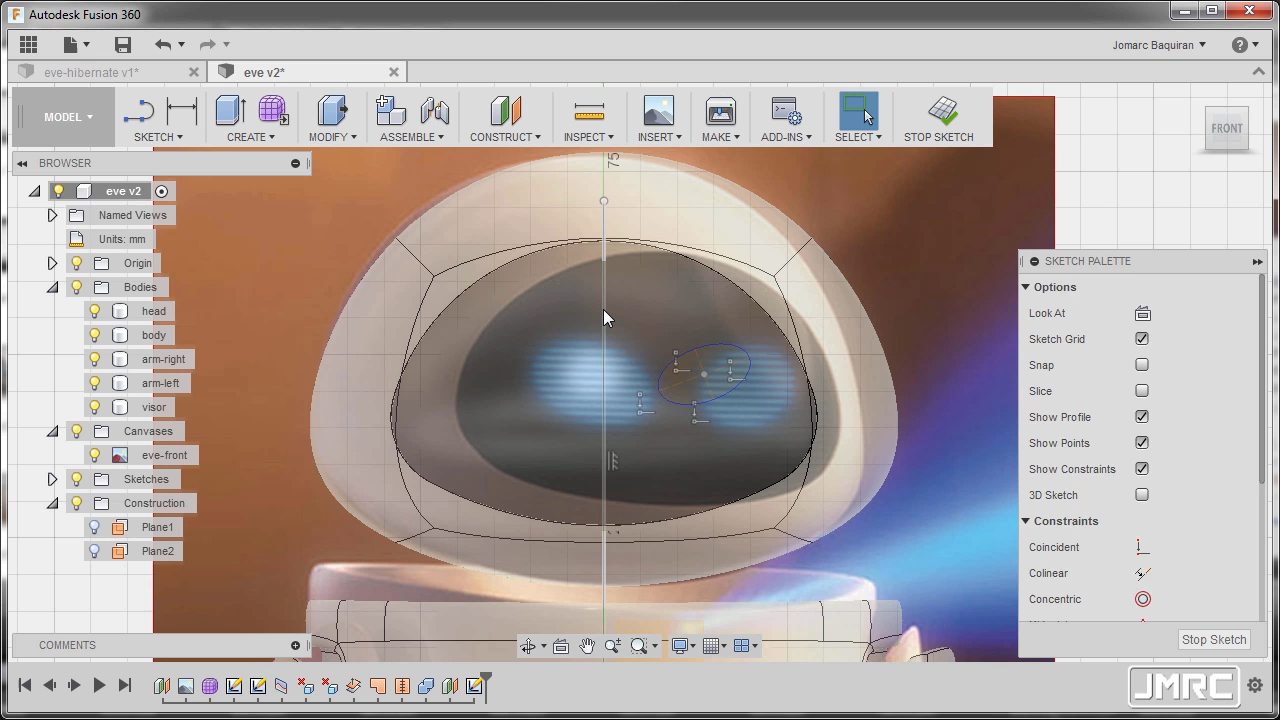 Autodesk Fusion 360
Jomarc Baquiran
eve-hibernate v1*
eve v2*
MODEL
SKETCH
CREATE
MODIFY
ASSEMBLE
CONSTRUCT
INSPECT
INSERT
MAKE
ADD-INS
SELECT
STOP SKETCH
FRONT
BROWSER
eve v2
Named Views
Units: mm
Origin
Bodies
head
body
arm-right
arm-left
visor
Canvases
eve-front
Sketches
Construction
Plane1
Plane2
75
SKETCH PALETTE
Options
Look At
Sketch Grid
Snap
Slice
Show Profile
Show Points
Show Constraints
3D Sketch
Constraints
Coincident
Colinear
Concentric
Stop Sketch
COMMENTS
JMRC